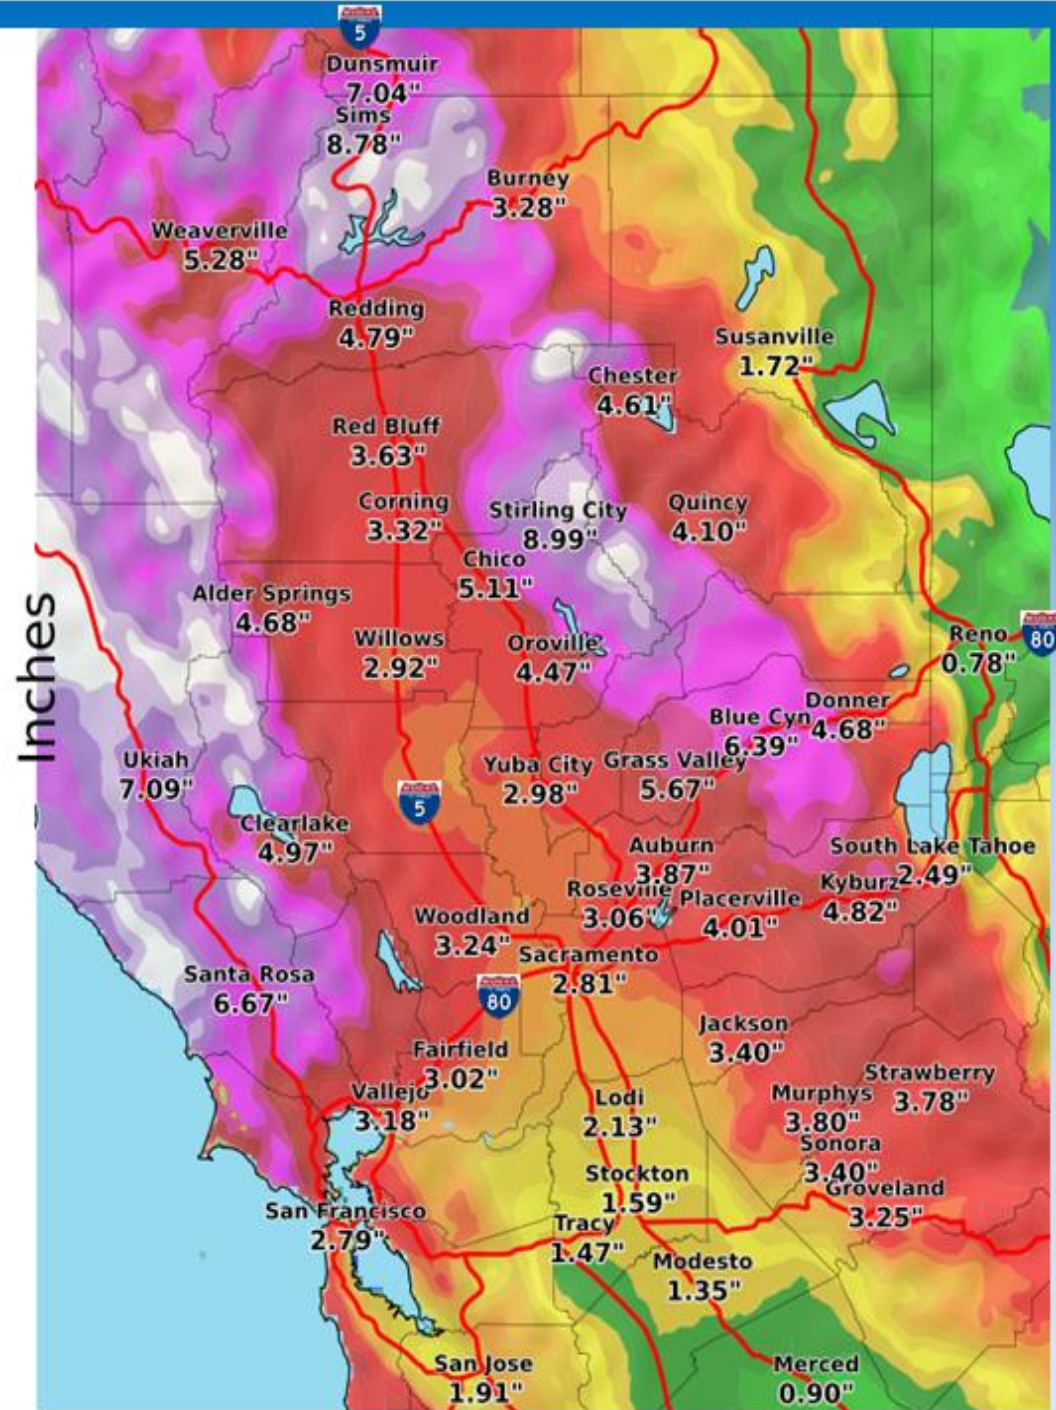 5
Dunsmuir
7.04"
Sims
8.78"
Burney
3.28"
Weaverville
5.28"
Redding
4.79"
Susanville
1.72"
Chester
4.61"
Red Bluff
3.63"
Corning
3.32"
Stirling City
8.99"
Quincy
4.10"
Chico
5.11"
Alder Springs
4.68"
Inches
Willows
2.92"
Oroville
4.47"
Reno
0.78"
80
Donner
4.68"
Blue Cyn
6.39"
Ukiah
7.09"
Yuba City
2.98"
Grass Valley
5.67"
5
Clearlake
4.97"
Auburn
3.87"
South Lake Tahoe
2.49"
Kyburz
4.82"
Roseville
3.06"
Placerville
4.01"
Woodland
3.24"
Sacramento
2.81"
Santa Rosa
6.67"
80
Jackson
3.40"
Fairfield
3.02"
Strawberry
3.78"
Vallejo
3.18"
Lodi
2.13"
Murphys
3.80"
Sonora
3.40"
Stockton
1.59"
Groveland
3.25"
San Francisco
2.79"
Tracy
1.47"
Modesto
1.35"
San Jose
1.91"
Merced
0.90"